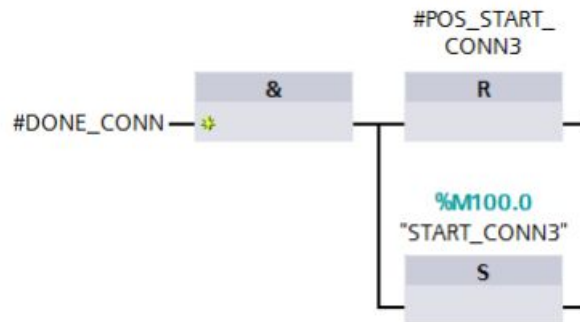 #POS_START_
CONN3
&
R
#DONE_CONN
%M100.0
"START_CONN3"
S